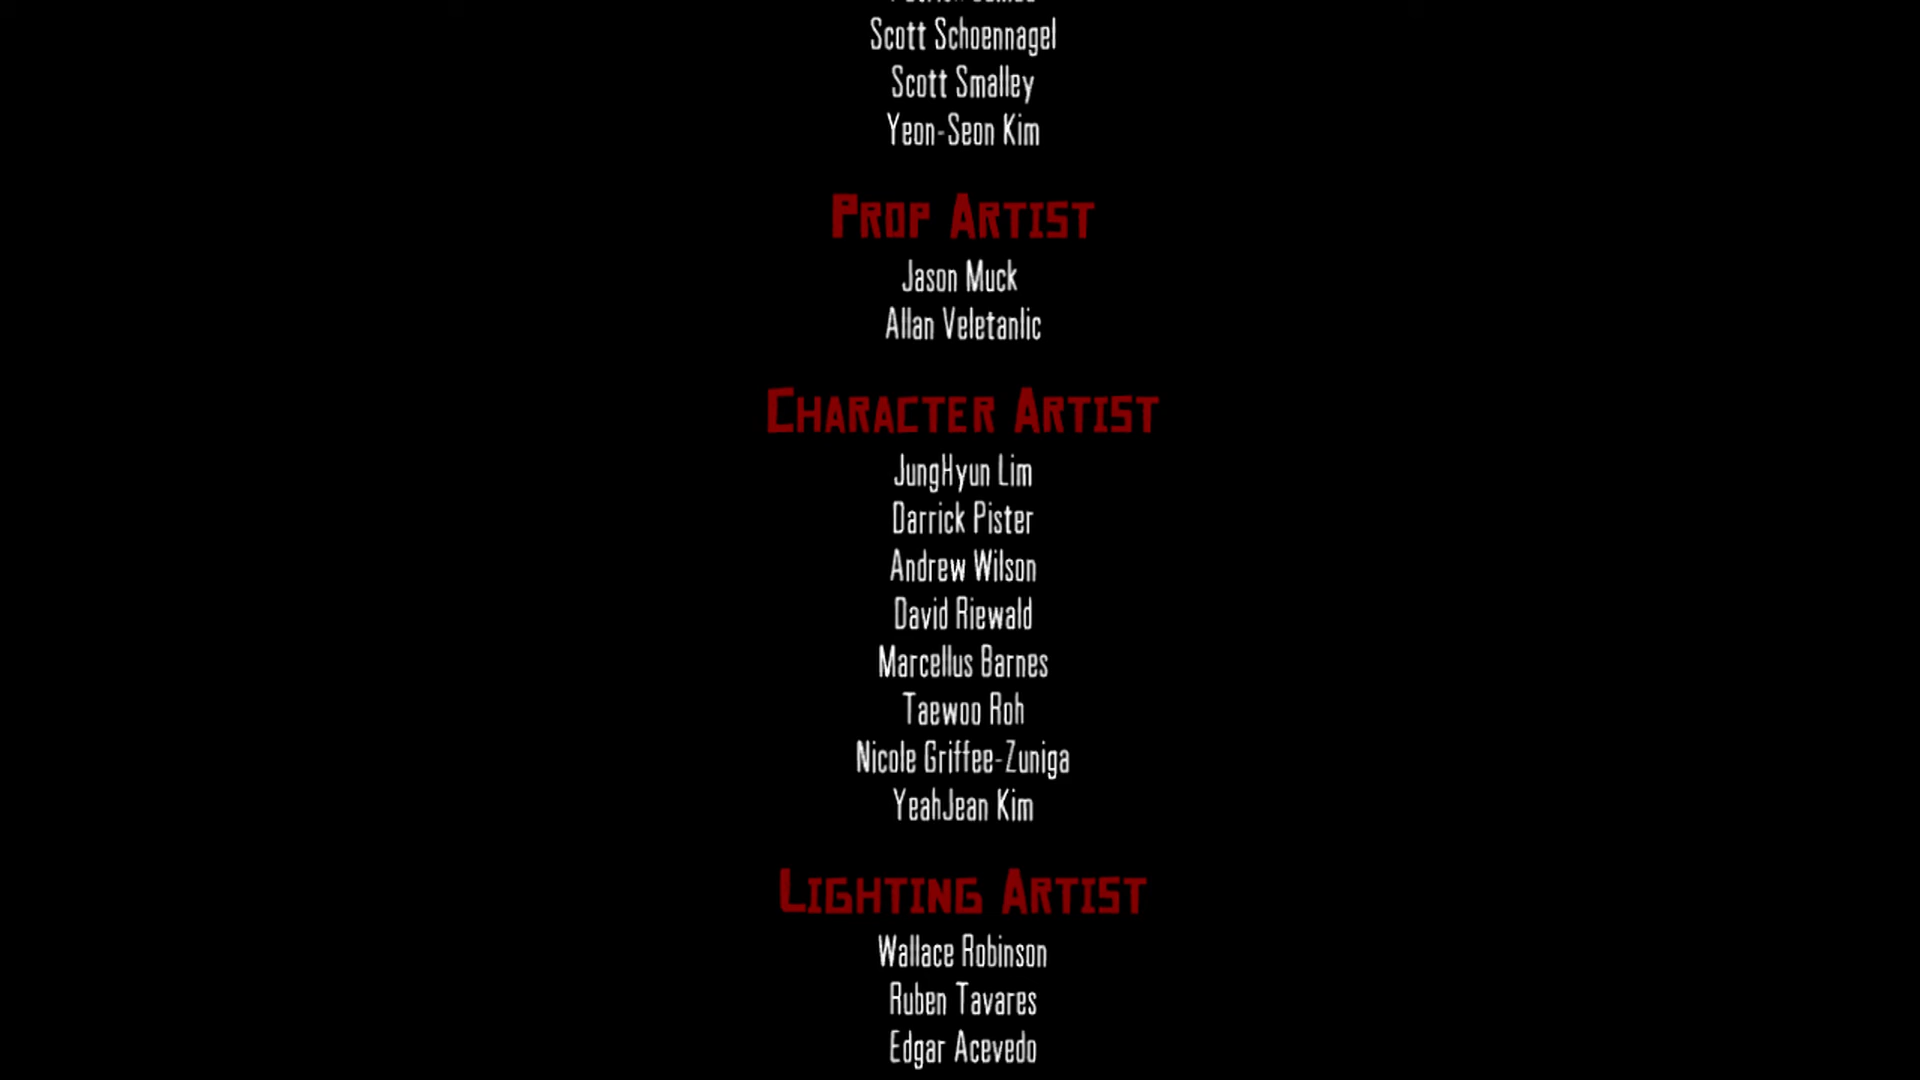 Scott Schoennagel
Scott Smalley
Yeon-Seon Kim
Prop Artist
Jason Muck
Allan Veletanlic
Character Artist
JungHyun Lim
Darrick Pister
Andrew Wilson
David Riewald
Marcellus Barnes
Taewoo Roh
Nicole Griffee-Zuniga
YeahJean Kim
Lighting Artist
Wallace Robinson
Ruben Tavares
Edgar Acevedo